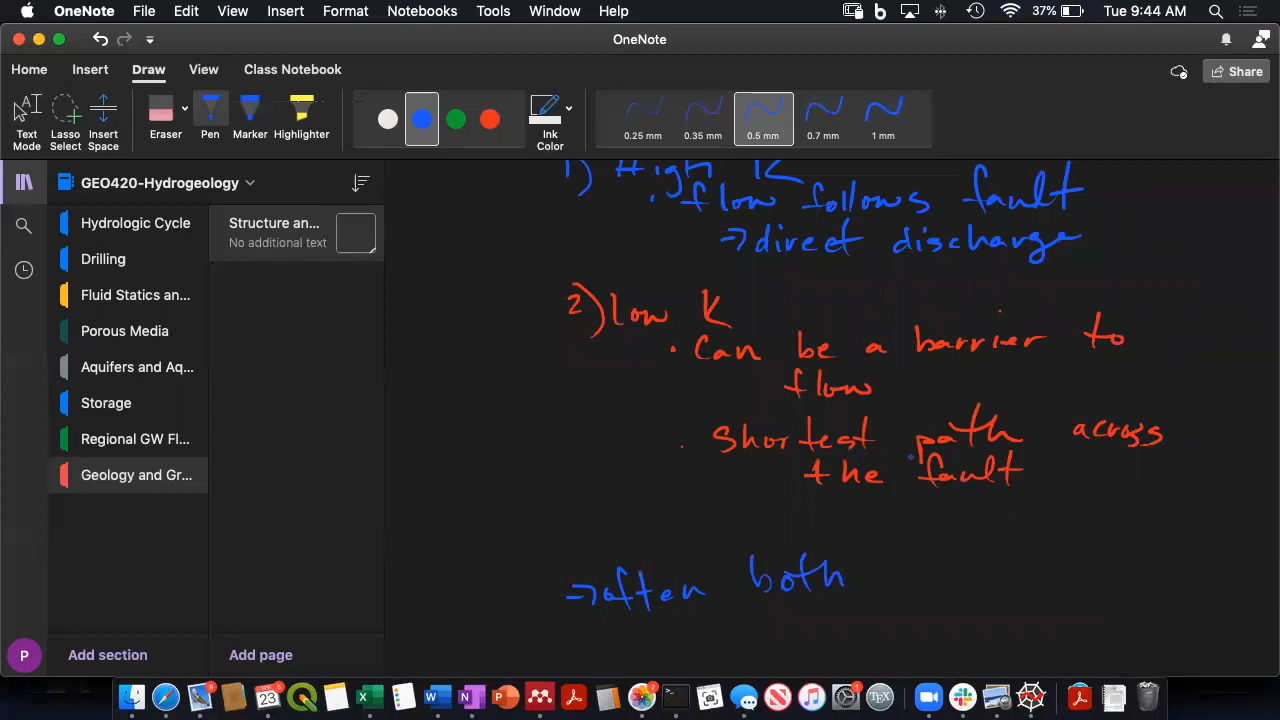 OneNote File Edit View Insert Format Notebooks Tools Window Help 37% Tue 9:44 AM
OneNote
Home Insert Draw View Class Notebook Share
Text Mode Lasso Select Insert Space Eraser Pen Marker Highlighter Ink Color 0.25 mm 0.35 mm 0.5 mm 0.7 mm 1 mm
GEO420-Hydrogeology
Hydrologic Cycle
Drilling
Fluid Statics an...
Porous Media
Aquifers and Aq...
Storage
Regional GW Fl...
Geology and Gr...
Structure an...
No additional text
1) High K
· flow follows fault
→ direct discharge
2) low K
· can be a barrier to
flow
· shortest path across
the fault
→ often both
P Add section Add page
23